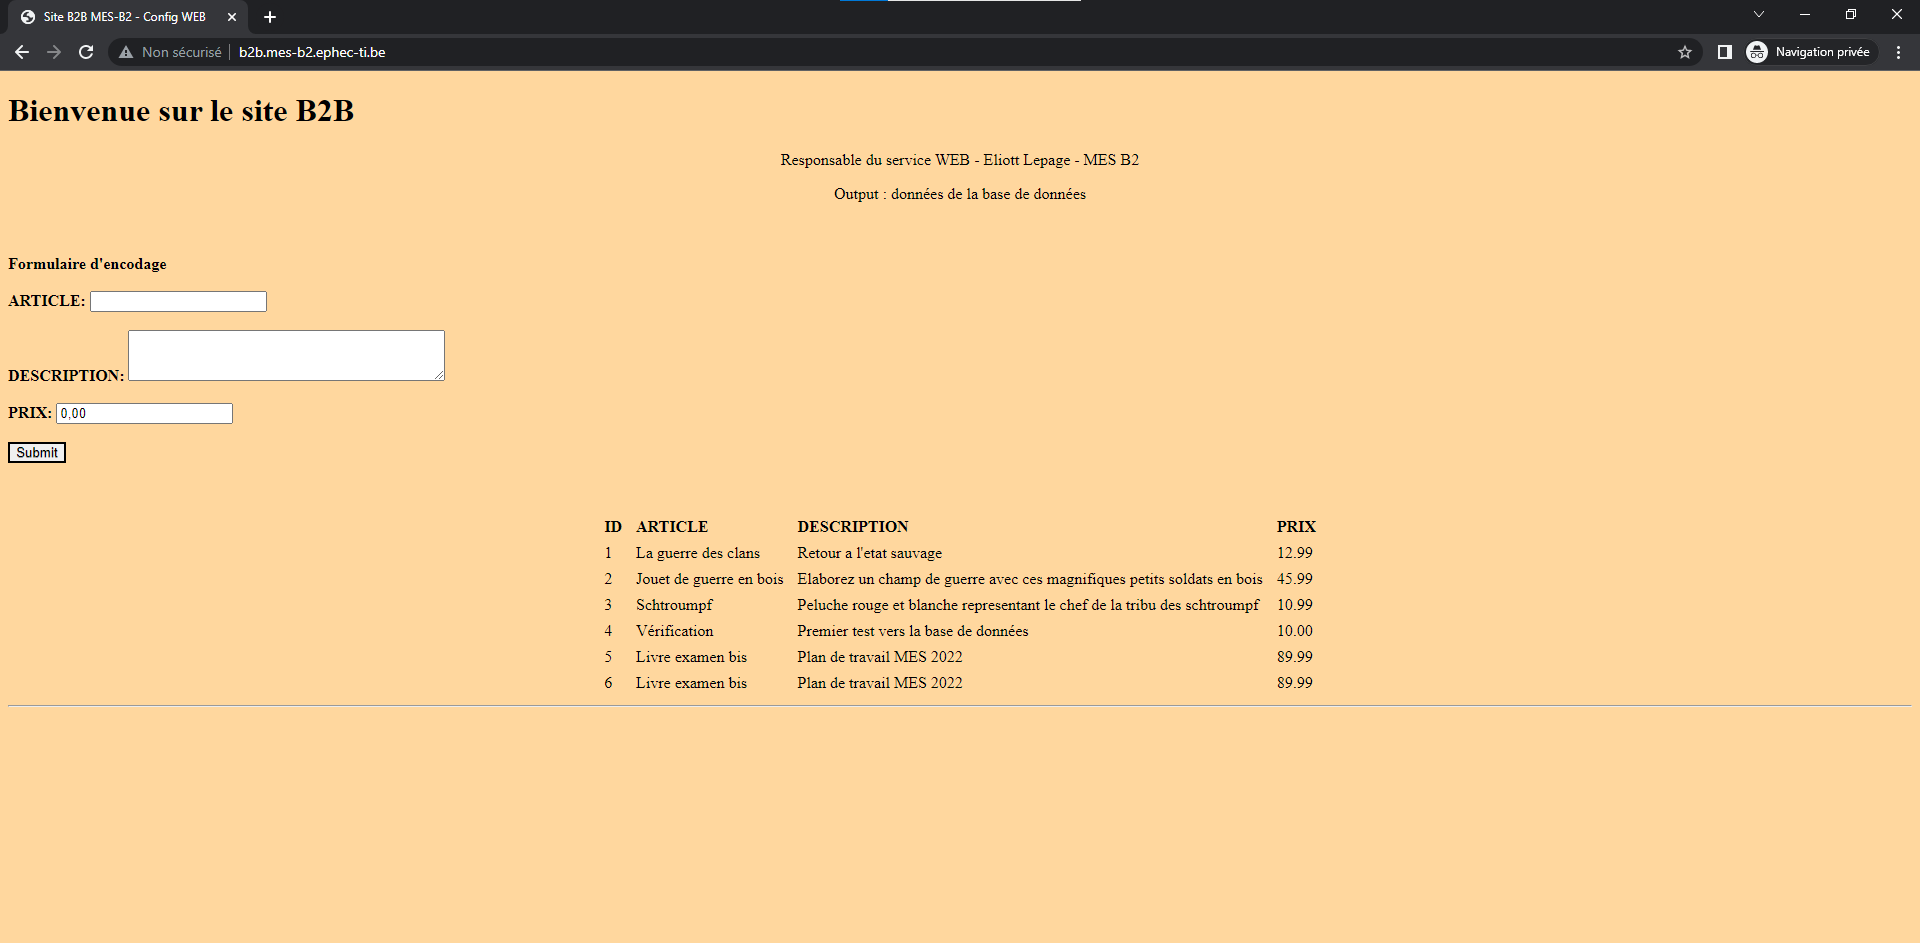 Site B2B MES-B2 - Config WEB
Non sécurisé b2b.mes-b2.ephec-ti.be Navigation privée
Bienvenue sur le site B2B
Responsable du service WEB - Eliott Lepage - MES B2
Output : données de la base de données
Formulaire d'encodage
ARTICLE:
DESCRIPTION:
PRIX: 0,00
Submit
ID ARTICLE DESCRIPTION PRIX
1 La guerre des clans Retour a l'etat sauvage 12.99
2 Jouet de guerre en bois Elaborez un champ de guerre avec ces magnifiques petits soldats en bois 45.99
3 Schtroumpf Peluche rouge et blanche representant le chef de la tribu des schtroumpf 10.99
4 Vérification Premier test vers la base de données 10.00
5 Livre examen bis Plan de travail MES 2022 89.99
6 Livre examen bis Plan de travail MES 2022 89.99